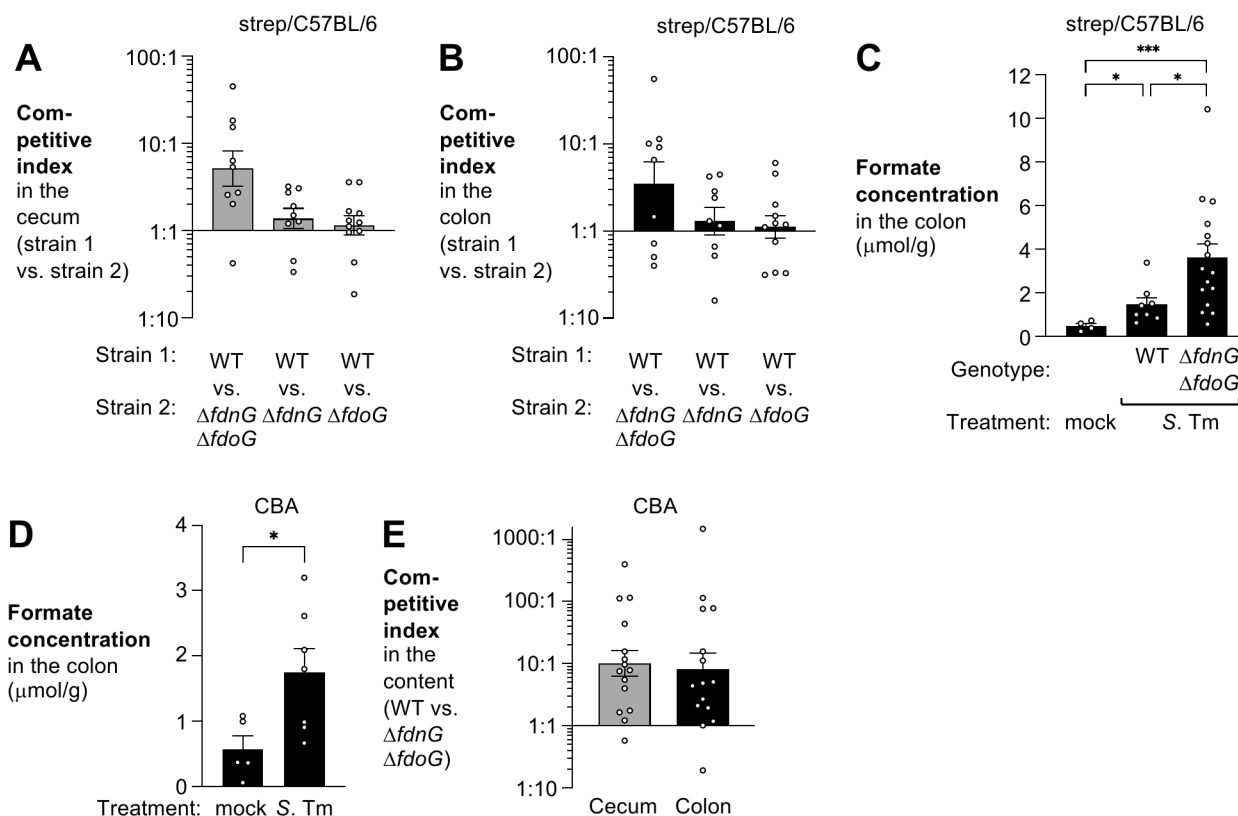 strep/C57BL/6
A
100:1
10:1
1:1
1:10
Com-
petitive
index
in the
cecum
(strain 1
vs. strain 2)
Strain 1:
WT
WT
WT
vs.
vs.
vs.
Strain 2:
ΔfdnG
ΔfdnG
ΔfdoG
ΔfdoG
strep/C57BL/6
B
100:1
10:1
1:1
1:10
Com-
petitive
index
in the
colon
(strain 1
vs. strain 2)
Strain 1:
WT
WT
WT
vs.
vs.
vs.
Strain 2:
ΔfdnG
ΔfdnG
ΔfdoG
ΔfdoG
strep/C57BL/6
C
***
*
*
12
10
8
6
4
2
0
Formate
concentration
in the colon
(μmol/g)
Genotype:
WT
ΔfdnG
ΔfdoG
Treatment:
mock
S. Tm
CBA
D
*
4
3
2
1
0
Formate
concentration
in the colon
(μmol/g)
Treatment:
mock
S. Tm
CBA
E
1000:1
100:1
10:1
1:1
1:10
Com-
petitive
index
in the
content
(WT vs.
ΔfdnG
ΔfdoG)
Cecum
Colon